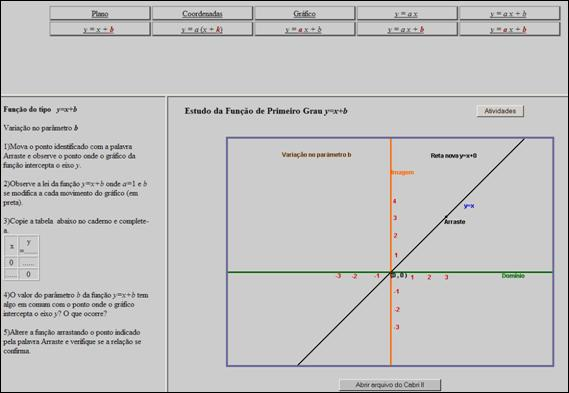 Plano Coordenadas Gráfico y = a x y = a x + b
y = x + b y = a (x + k) y = a x + b y = a x + b y = a x + b
Função do tipo y=x+b
Variação no parâmetro b
1)Mova o ponto identificado com a palavra
Arraste e observe o ponto onde o gráfico da
função intercepta o eixo y.
2)Observe a lei da função y=x+b onde a=1 e b
se modifica a cada movimento do gráfico (em
preta).
3)Copie a tabela abaixo no caderno e complete-
a.
x y
=____
0 ......
...... 0
4)O valor do parâmetro b da função y=x+b tem
algo em comum com o ponto onde o gráfico
intercepta o eixo y? O que ocorre?
5)Altere a função arrastando o ponto indicado
pela palavra Arraste e verifique se a relação se
confirma.
Estudo da Função de Primeiro Grau y=x+b
Atividades
Variação no parâmetro b
Reta nova y=x+0
Imagem
y=x
4
3
Arraste
2
1
Domínio
-3 -2 -1 (0,0) 1 2 3
-1
-2
-3
Abrir arquivo do Cabri II